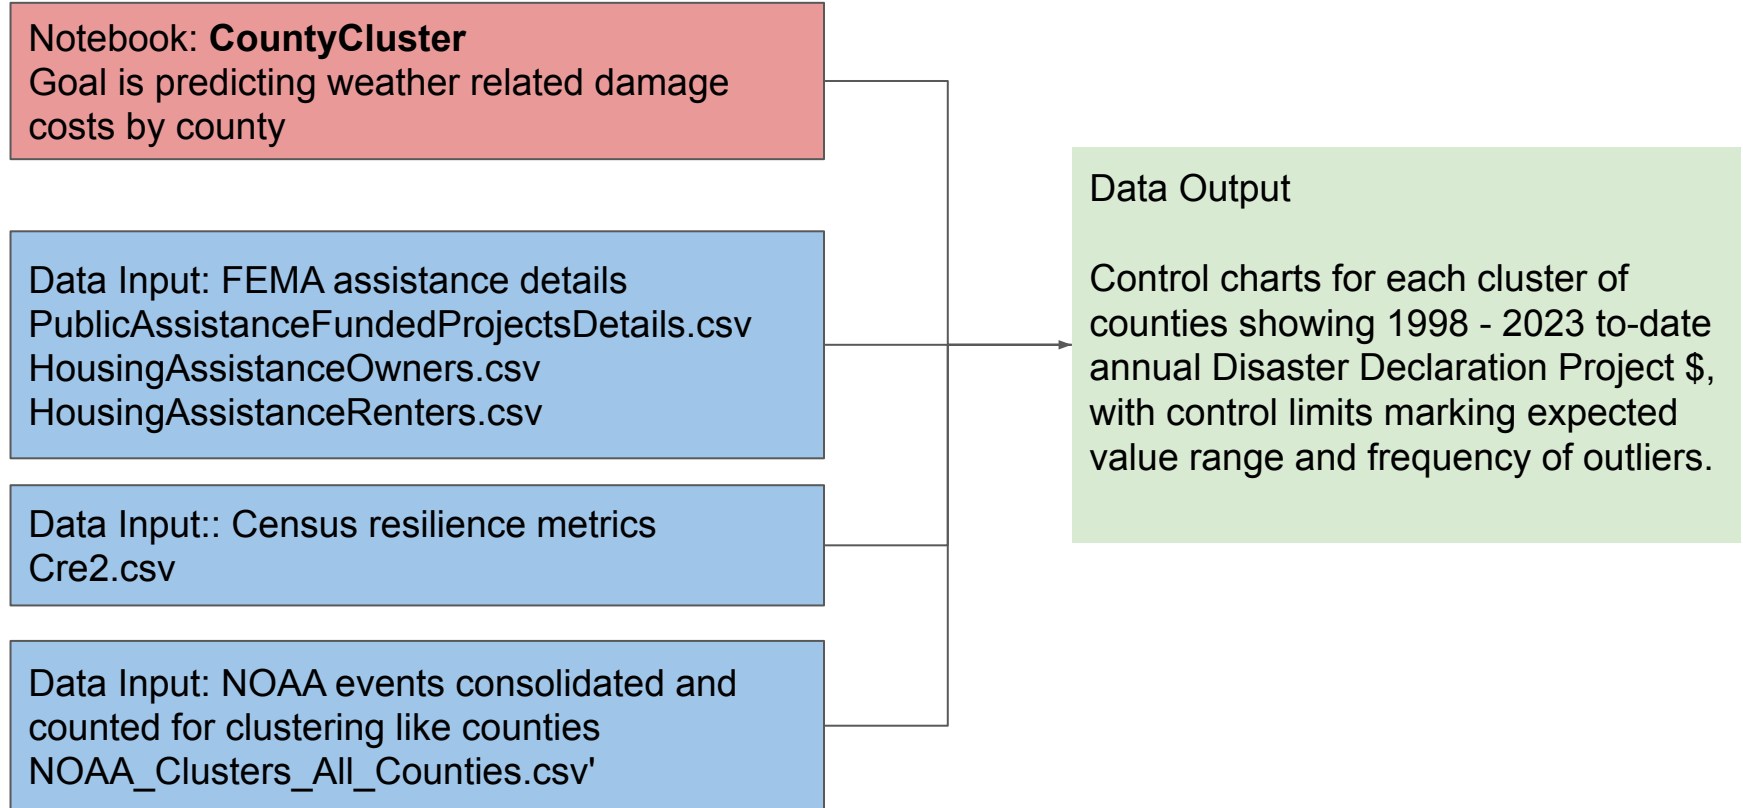 Notebook: CountyCluster
Goal is predicting weather related damage
costs by county
Data Input: FEMA assistance details
PublicAssistanceFundedProjectsDetails.csv
HousingAssistanceOwners.csv
HousingAssistanceRenters.csv
Data Input:: Census resilience metrics
Cre2.csv
Data Input: NOAA events consolidated and
counted for clustering like counties
NOAA_Clusters_All_Counties.csv'
Data Output
Control charts for each cluster of
counties showing 1998 - 2023 to-date
annual Disaster Declaration Project $,
with control limits marking expected
value range and frequency of outliers.